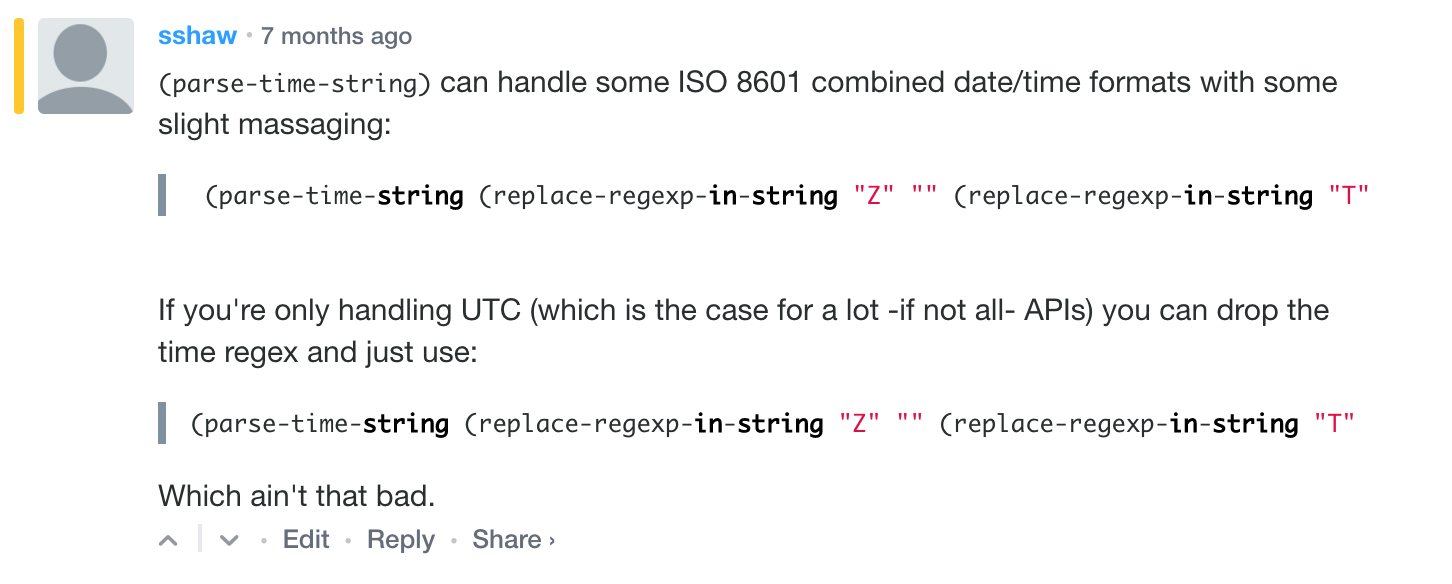 sshaw • 7 months ago
(parse-time-string) can handle some ISO 8601 combined date/time formats with some
slight massaging:
(parse-time-string (replace-regexp-in-string "Z" "" (replace-regexp-in-string "T"
If you're only handling UTC (which is the case for a lot -if not all- APIs) you can drop the
time regex and just use:
(parse-time-string (replace-regexp-in-string "Z" "" (replace-regexp-in-string "T"
Which ain't that bad.
• Edit • Reply • Share ›